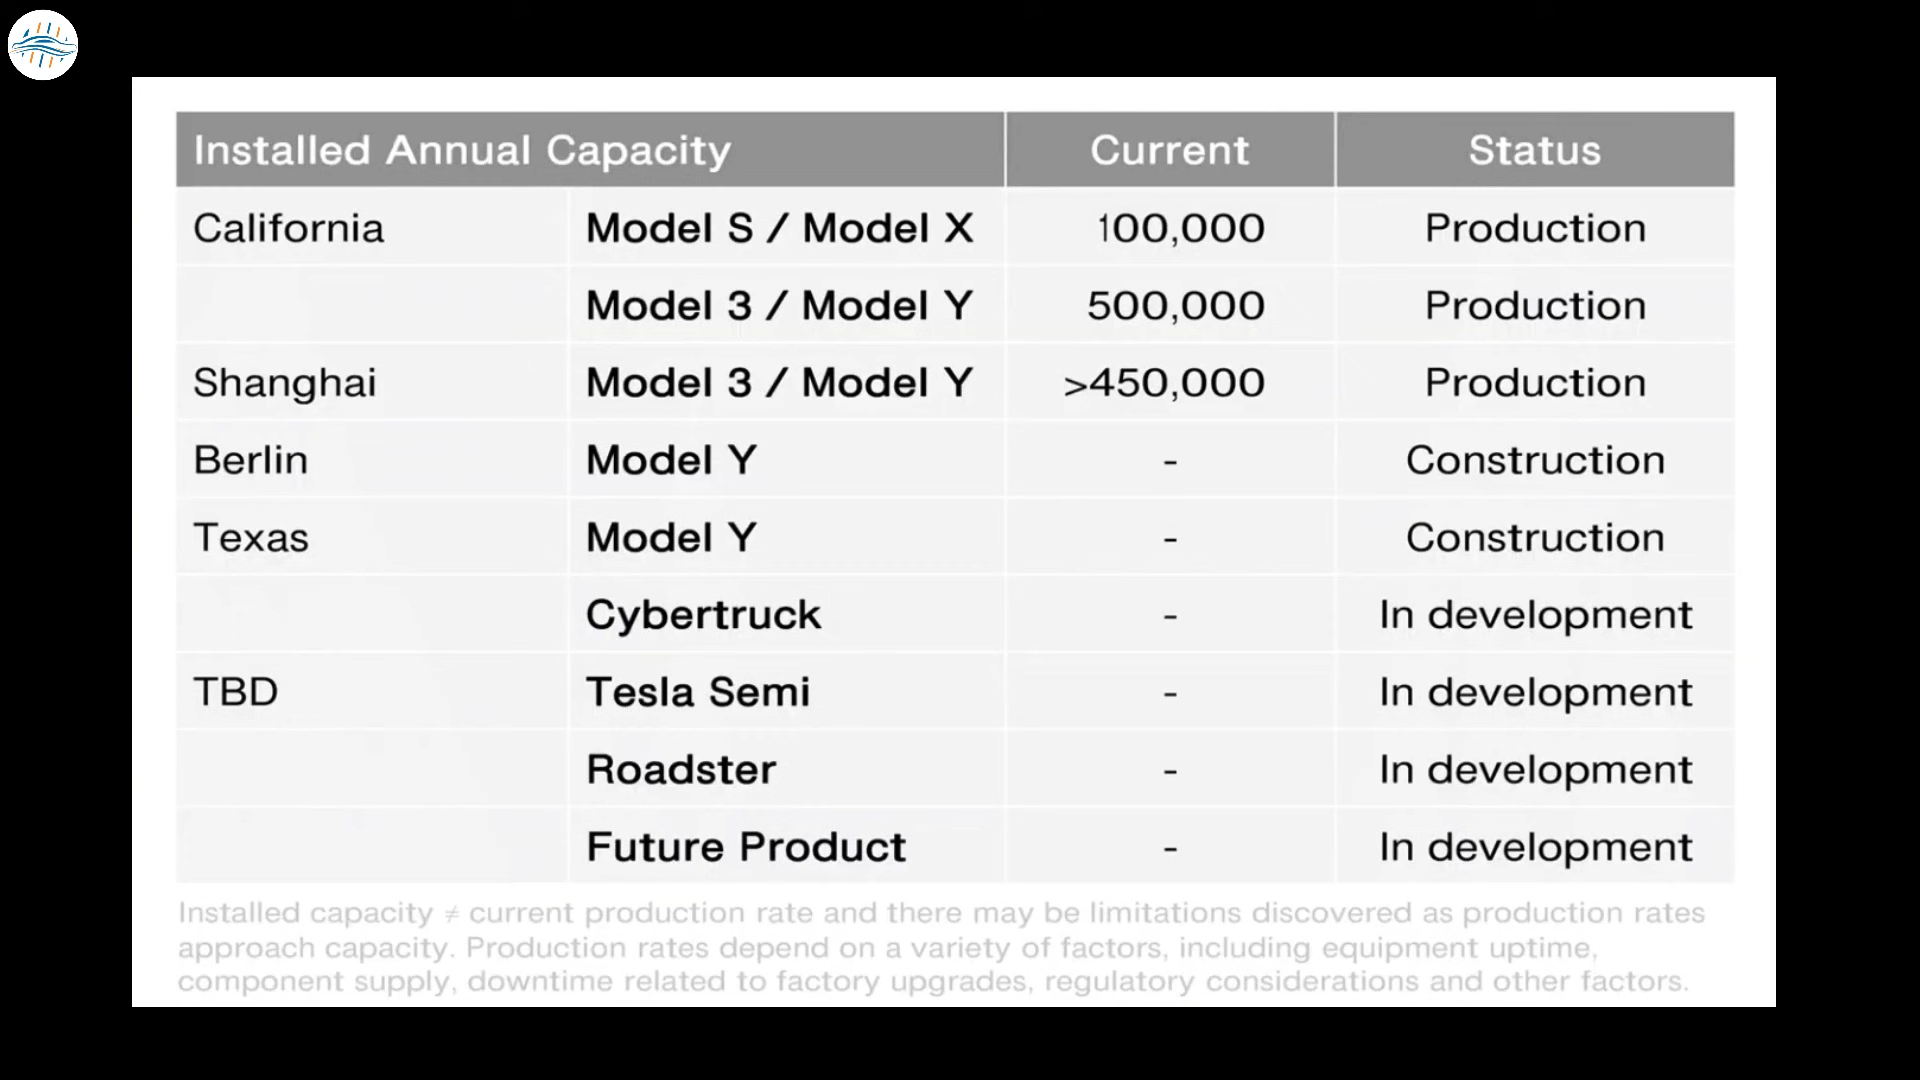 Installed Annual Capacity Current Status
California Model S / Model X 100,000 Production
Model 3 / Model Y 500,000 Production
Shanghai Model 3 / Model Y >450,000 Production
Berlin Model Y - Construction
Texas Model Y - Construction
Cybertruck - In development
TBD Tesla Semi - In development
Roadster - In development
Future Product - In development
Installed capacity ≠ current production rate and there may be limitations discovered as production rates
approach capacity. Production rates depend on a variety of factors, including equipment uptime,
component supply, downtime related to factory upgrades, regulatory considerations and other factors.